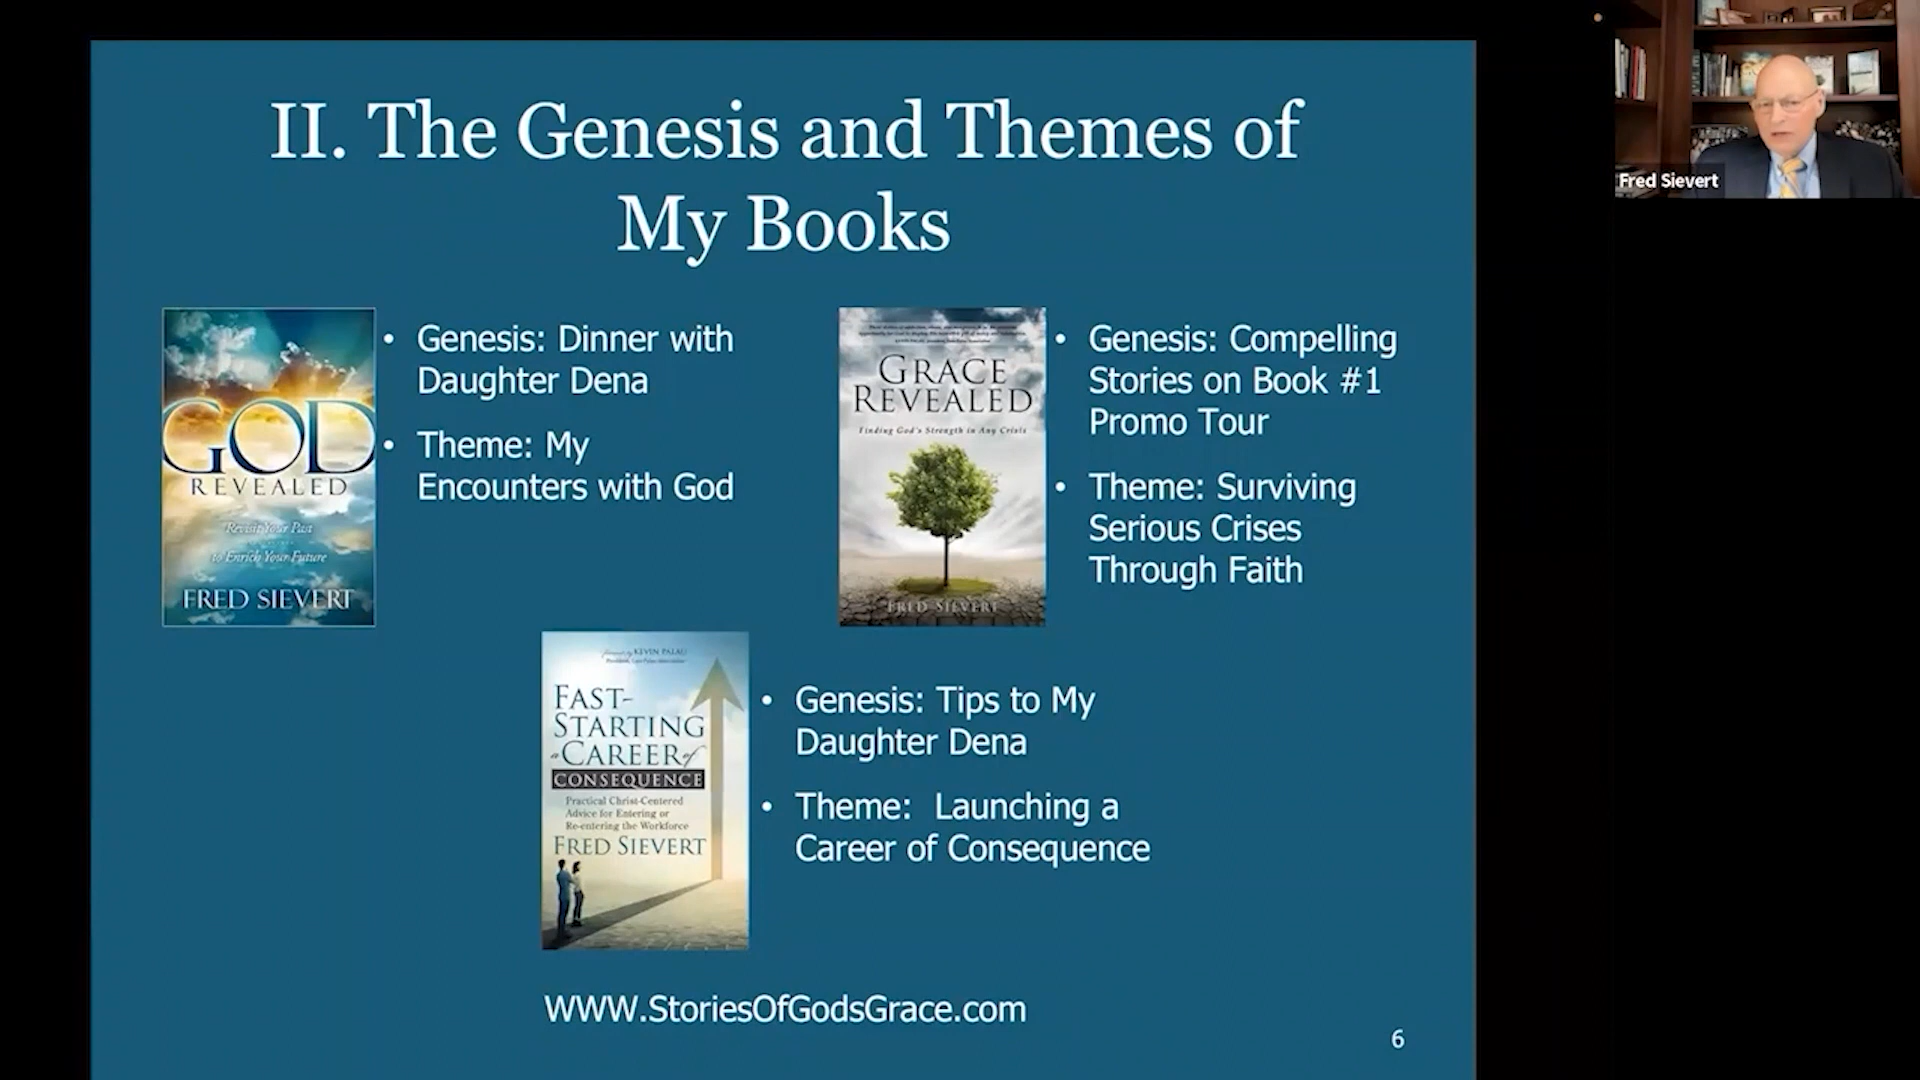 II. The Genesis and Themes of
My Books
GOD
REVEALED
Revisit Your Past
to Enrich Your Future
FRED SIEVERT
• Genesis: Dinner with
Daughter Dena
• Theme: My
Encounters with God
GRACE
REVEALED
Finding God's Strength in Any Crisis
FRED SIEVERT
• Genesis: Compelling
Stories on Book #1
Promo Tour
• Theme: Surviving
Serious Crises
Through Faith
KEVIN PALAU
FAST-
STARTING
a CAREER of
CONSEQUENCE
Practical Christ-Centered
Advice for Entering or
Re-entering the Workforce
FRED SIEVERT
• Genesis: Tips to My
Daughter Dena
• Theme: Launching a
Career of Consequence
WWW.StoriesOfGodsGrace.com
6
Fred Sievert